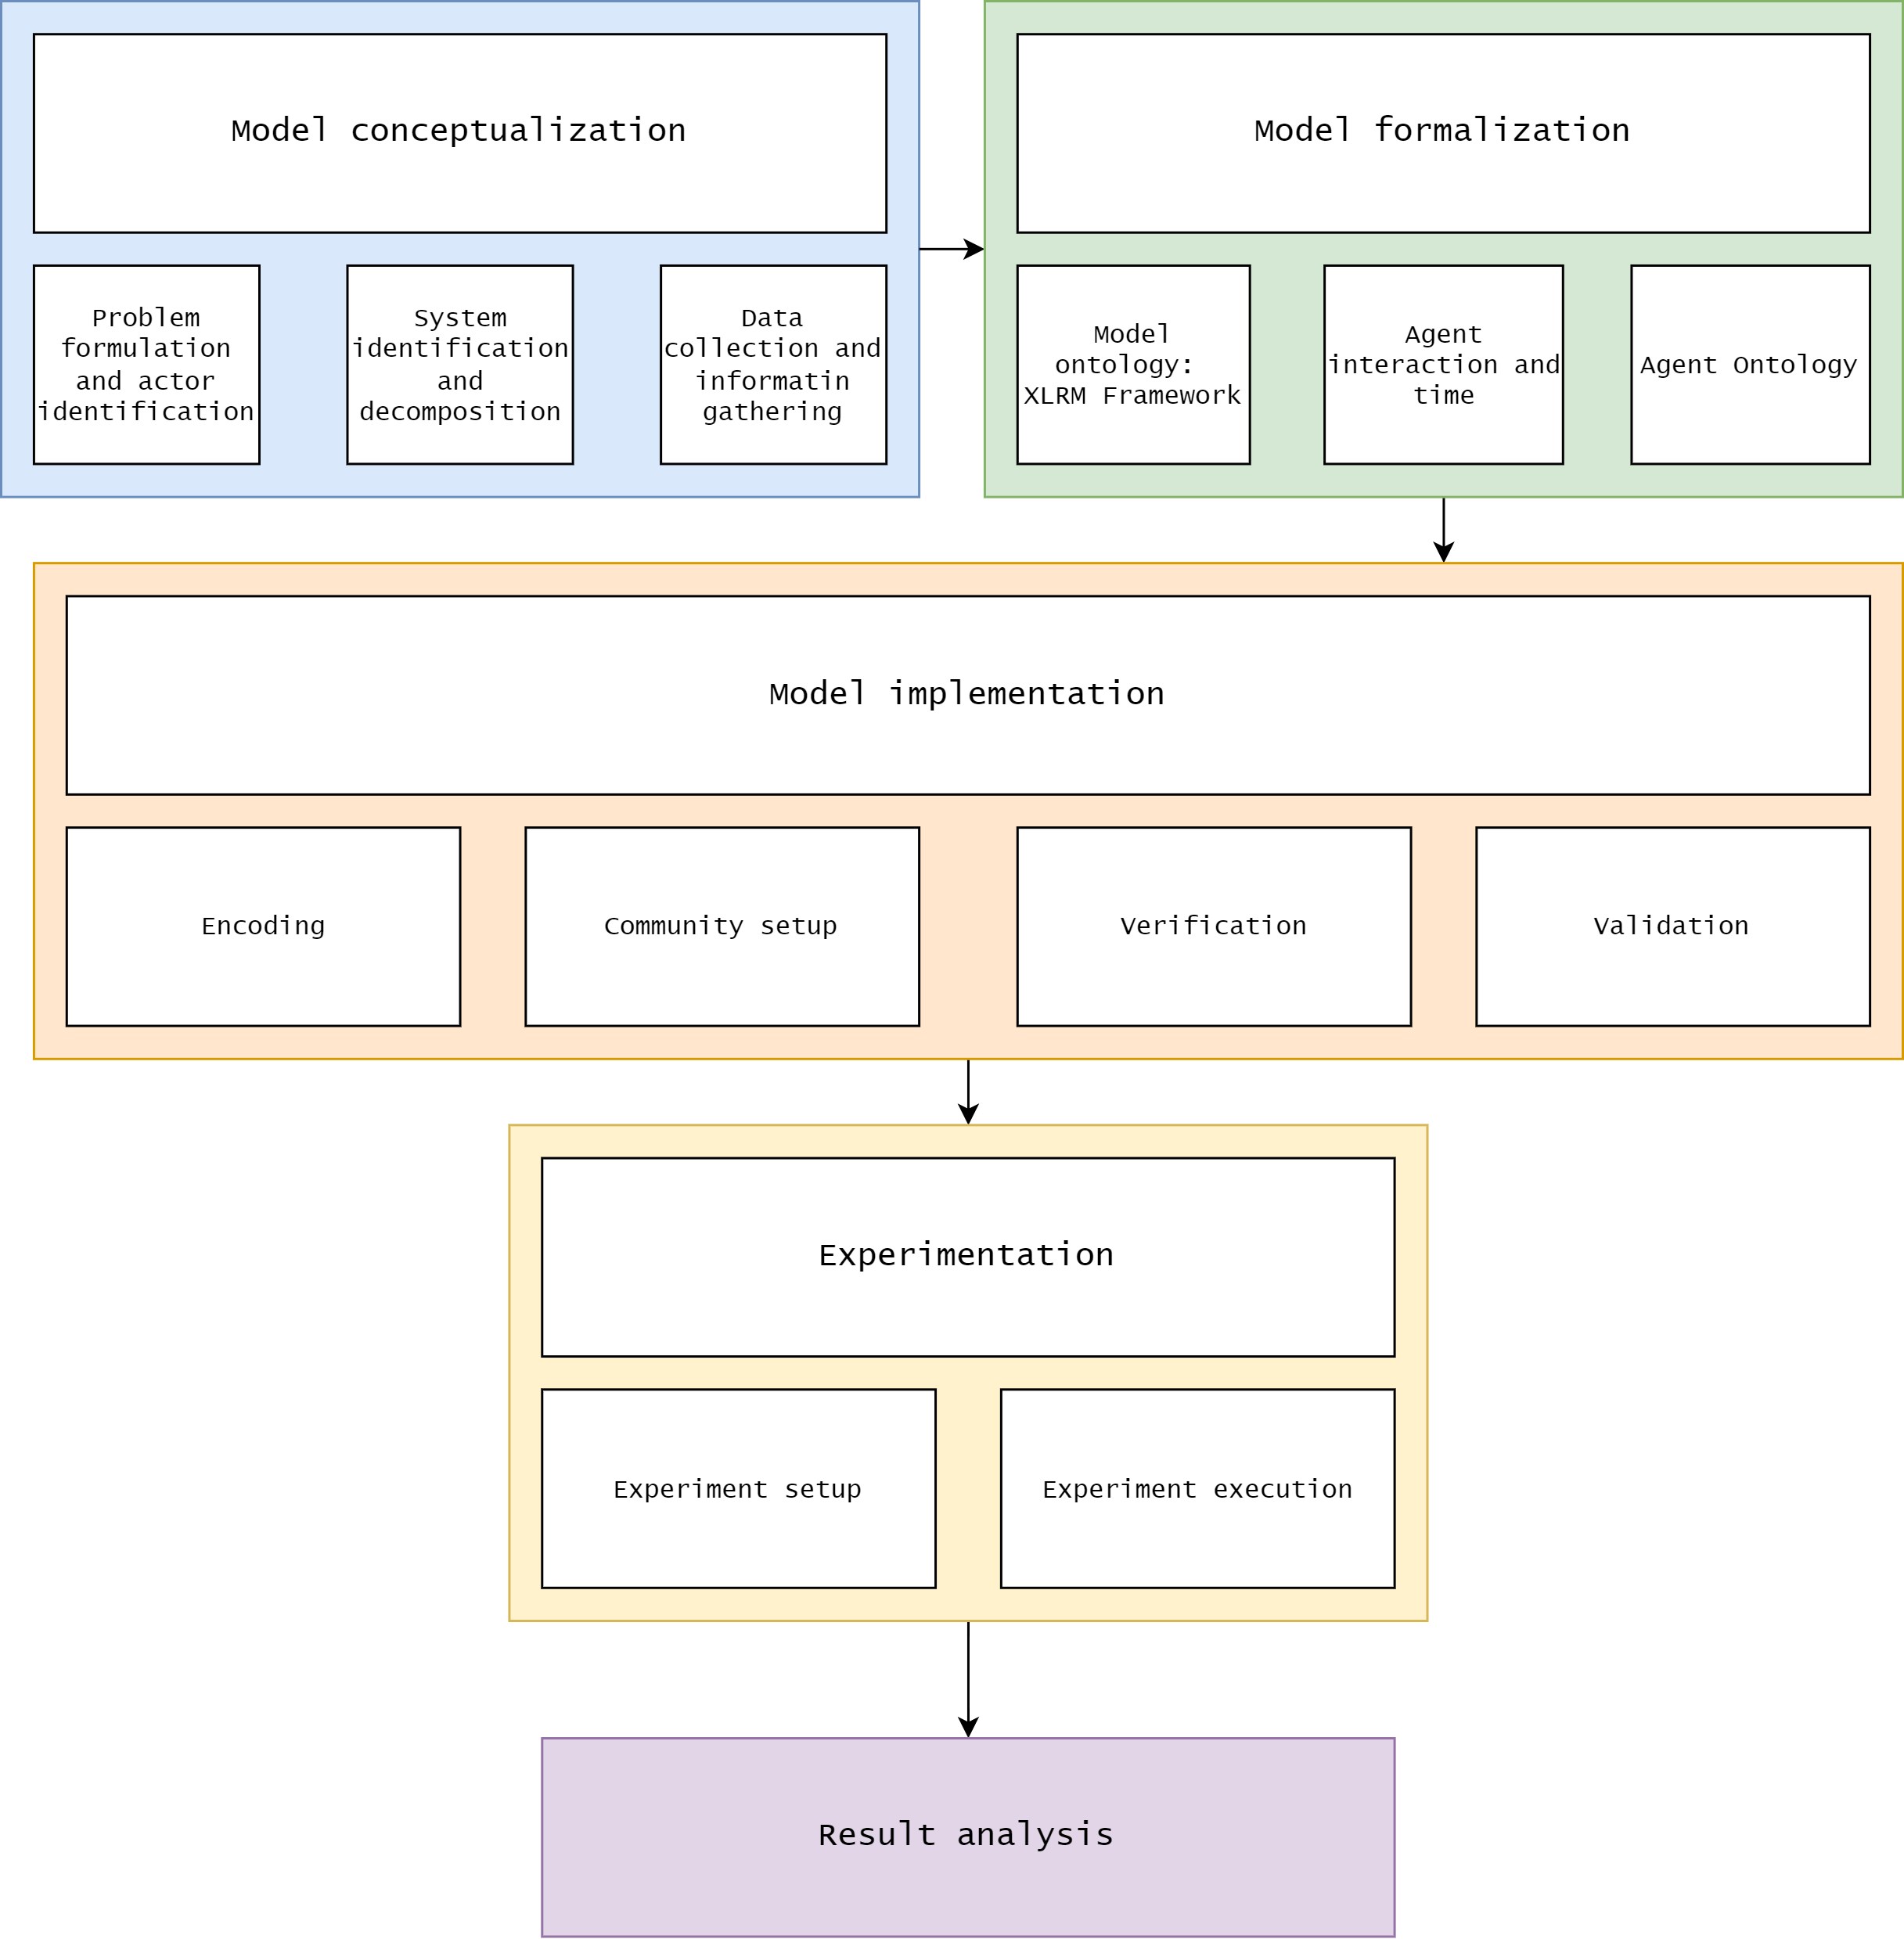 Model conceptualization
Problem
formulation
and actor
identification
System
identification
and
decomposition
Data
collection and
informatin
gathering
Model formalization
Model
ontology:
XLRM Framework
Agent
interaction and
time
Agent Ontology
Model implementation
Encoding
Community setup
Verification
Validation
Experimentation
Experiment setup
Experiment execution
Result analysis